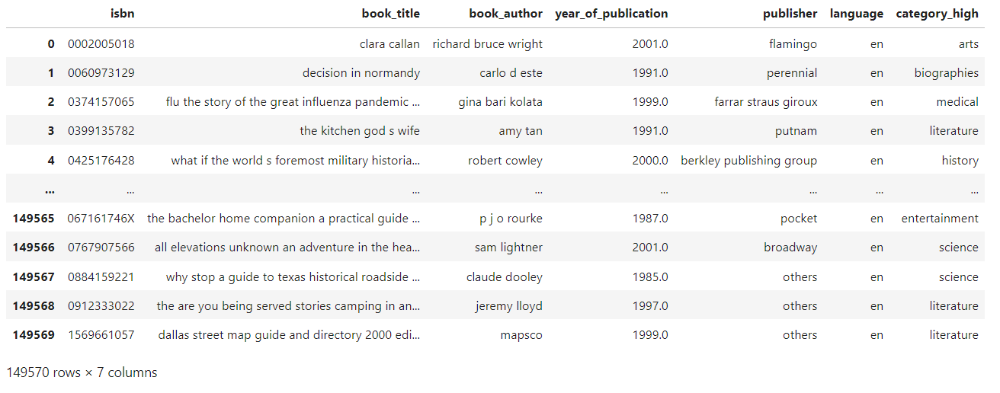 isbn book_title book_author year_of_publication publisher language category_high
0 0002005018 clara callan richard bruce wright 2001.0 flamingo en arts
1 0060973129 decision in normandy carlo d este 1991.0 perennial en biographies
2 0374157065 flu the story of the great influenza pandemic ... gina bari kolata 1999.0 farrar straus giroux en medical
3 0399135782 the kitchen god s wife amy tan 1991.0 putnam en literature
4 0425176428 what if the world s foremost military historia... robert cowley 2000.0 berkley publishing group en history
... ... ... ... ... ... ... ...
149565 067161746X the bachelor home companion a practical guide ... p j o rourke 1987.0 pocket en entertainment
149566 0767907566 all elevations unknown an adventure in the hea... sam lightner 2001.0 broadway en science
149567 0884159221 why stop a guide to texas historical roadside ... claude dooley 1985.0 others en science
149568 0912333022 the are you being served stories camping in an... jeremy lloyd 1997.0 others en literature
149569 1569661057 dallas street map guide and directory 2000 edi... mapsco 1999.0 others en literature
149570 rows × 7 columns